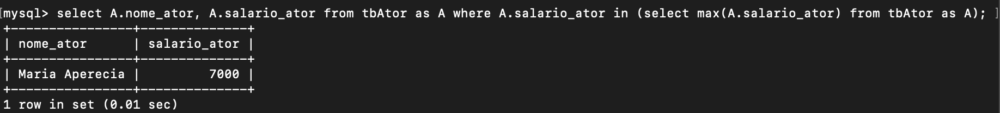 [mysql> select A.nome_ator, A.salario_ator from tbAtor as A where A.salario_ator in (select max(A.salario_ator) from tbAtor as A); ]
+----------------+--------------+
| nome_ator      | salario_ator |
+----------------+--------------+
| Maria Aperecia |         7000 |
+----------------+--------------+
1 row in set (0.01 sec)